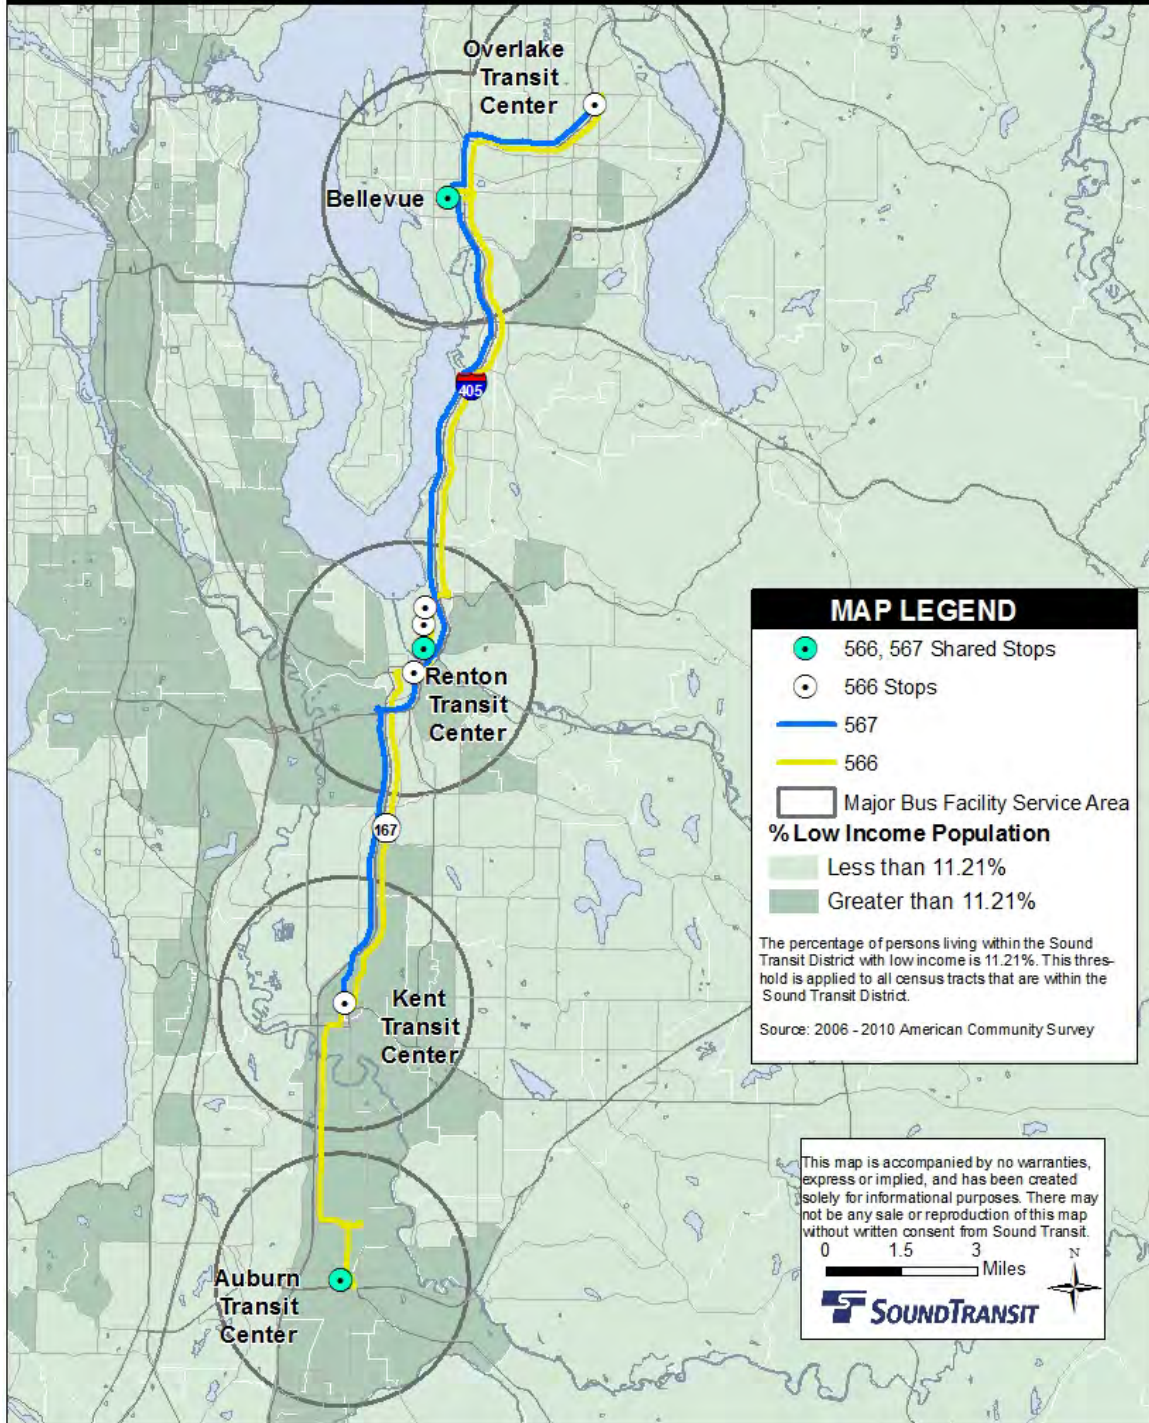 Overlake
Transit
Center
Bellevue
405
Renton
Transit
Center
167
Kent
Transit
Center
Auburn
Transit
Center
MAP LEGEND
566, 567 Shared Stops
566 Stops
567
566
Major Bus Facility Service Area
% Low Income Population
Less than 11.21%
Greater than 11.21%
The percentage of persons living within the Sound
Transit District with low income is 11.21%. This thres-
hold is applied to all census tracts that are within the
Sound Transit District.
Source: 2006 - 2010 American Community Survey
This map is accompanied by no warranties,
express or implied, and has been created
solely for informational purposes. There may
not be any sale or reproduction of this map
without written consent from Sound Transit.
0 1.5 3
Miles
N
SOUNDTRANSIT